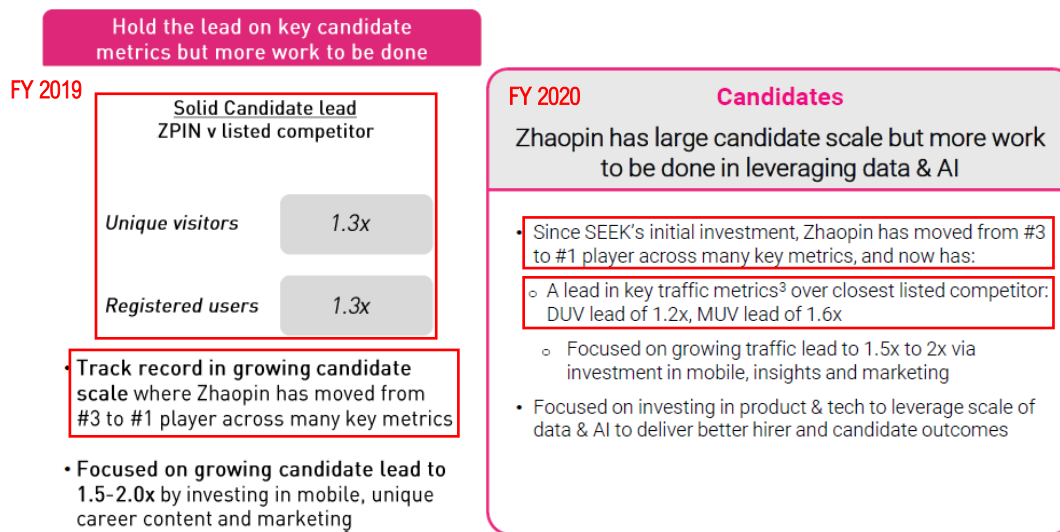 Hold the lead on key candidate
metrics but more work to be done
FY 2019
Solid Candidate lead
ZPIN v listed competitor
Unique visitors
1.3x
Registered users
1.3x
• Track record in growing candidate
scale where Zhaopin has moved from
#3 to #1 player across many key metrics
• Focused on growing candidate lead to
1.5-2.0x by investing in mobile, unique
career content and marketing
FY 2020
Candidates
Zhaopin has large candidate scale but more work
to be done in leveraging data & AI
• Since SEEK's initial investment, Zhaopin has moved from #3
to #1 player across many key metrics, and now has:
o A lead in key traffic metrics³ over closest listed competitor:
DUV lead of 1.2x, MUV lead of 1.6x
o Focused on growing traffic lead to 1.5x to 2x via
investment in mobile, insights and marketing
• Focused on investing in product & tech to leverage scale of
data & AI to deliver better hirer and candidate outcomes